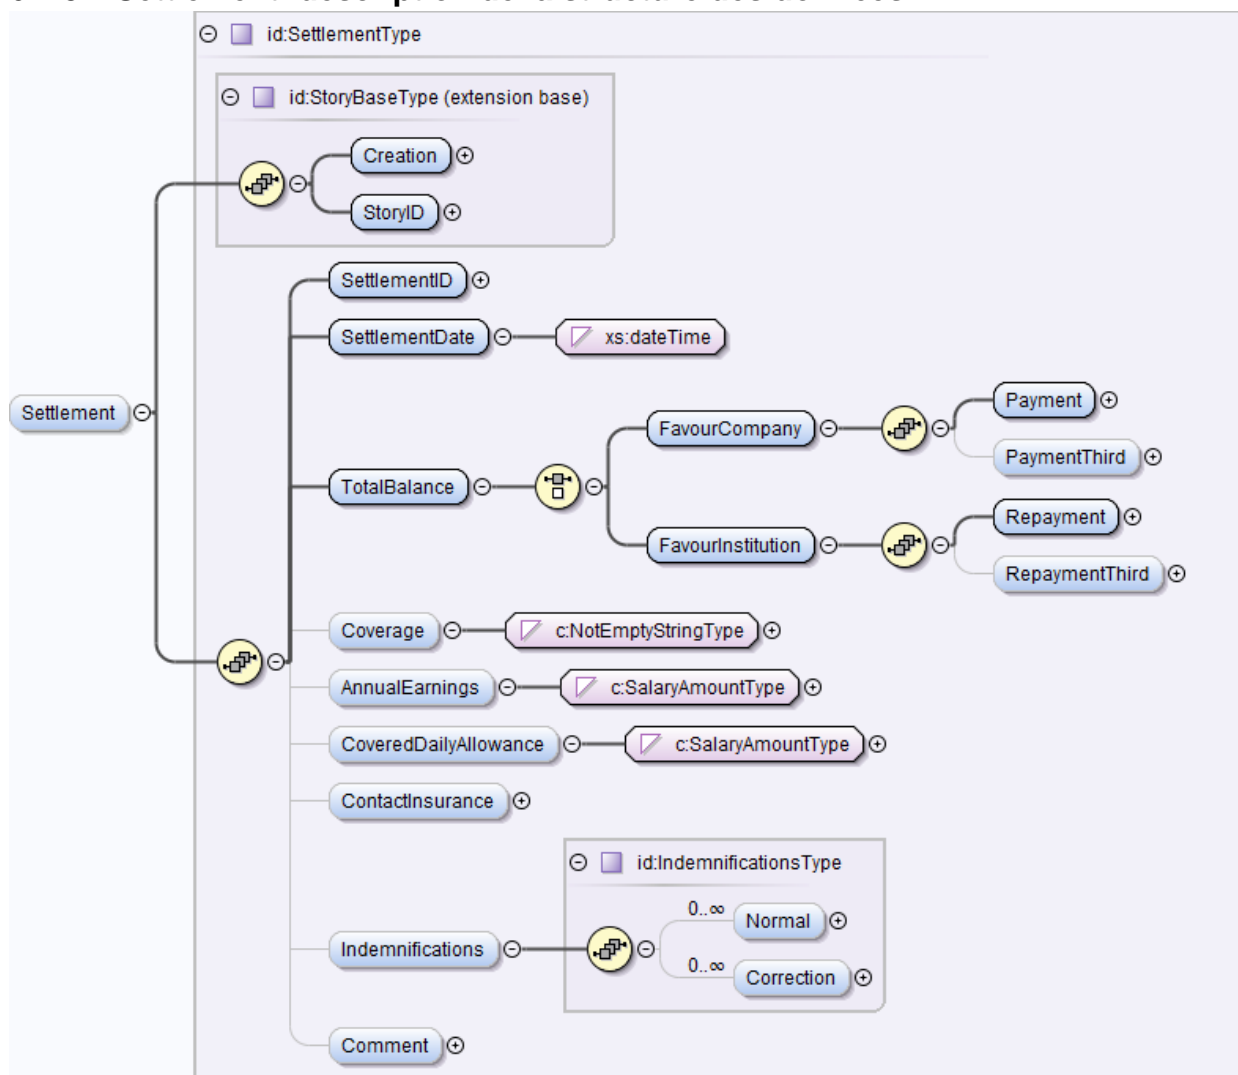 id:SettlementType
id:StoryBaseType (extension base)
Creation
StoryID
SettlementID
SettlementDate
xs:dateTime
Settlement
TotalBalance
FavourCompany
Payment
PaymentThird
FavourInstitution
Repayment
RepaymentThird
Coverage
c:NotEmptyStringType
AnnualEarnings
c:SalaryAmountType
CoveredDailyAllowance
c:SalaryAmountType
ContactInsurance
id:IndemnificationsType
Indemnifications
0..∞
Normal
0..∞
Correction
Comment